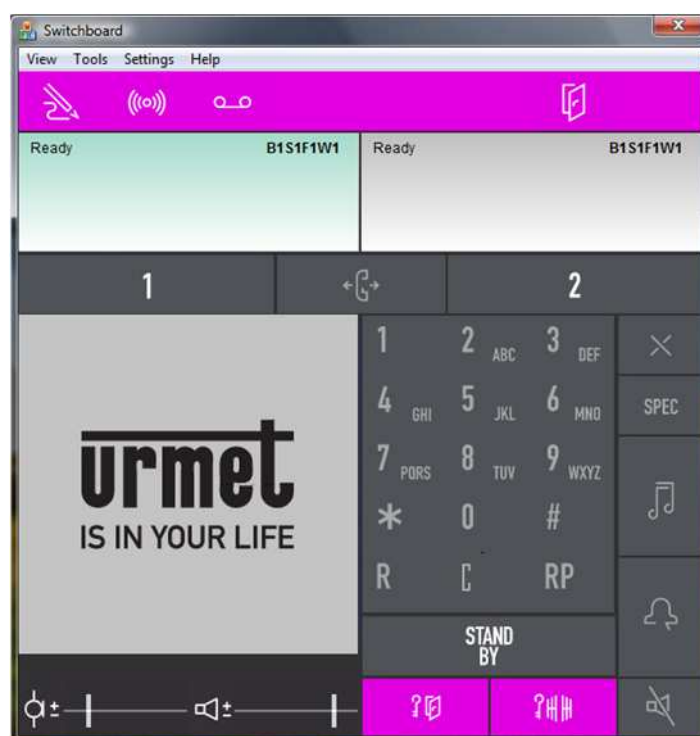 Switchboard
View Tools Settings Help
Ready B1S1F1W1 Ready B1S1F1W1
1 2
1 2 ABC 3 DEF
4 GHI 5 JKL 6 MNO SPEC
7 PQRS 8 TUV 9 WXYZ
* 0 #
R RP
urmet
IS IN YOUR LIFE
STAND
BY